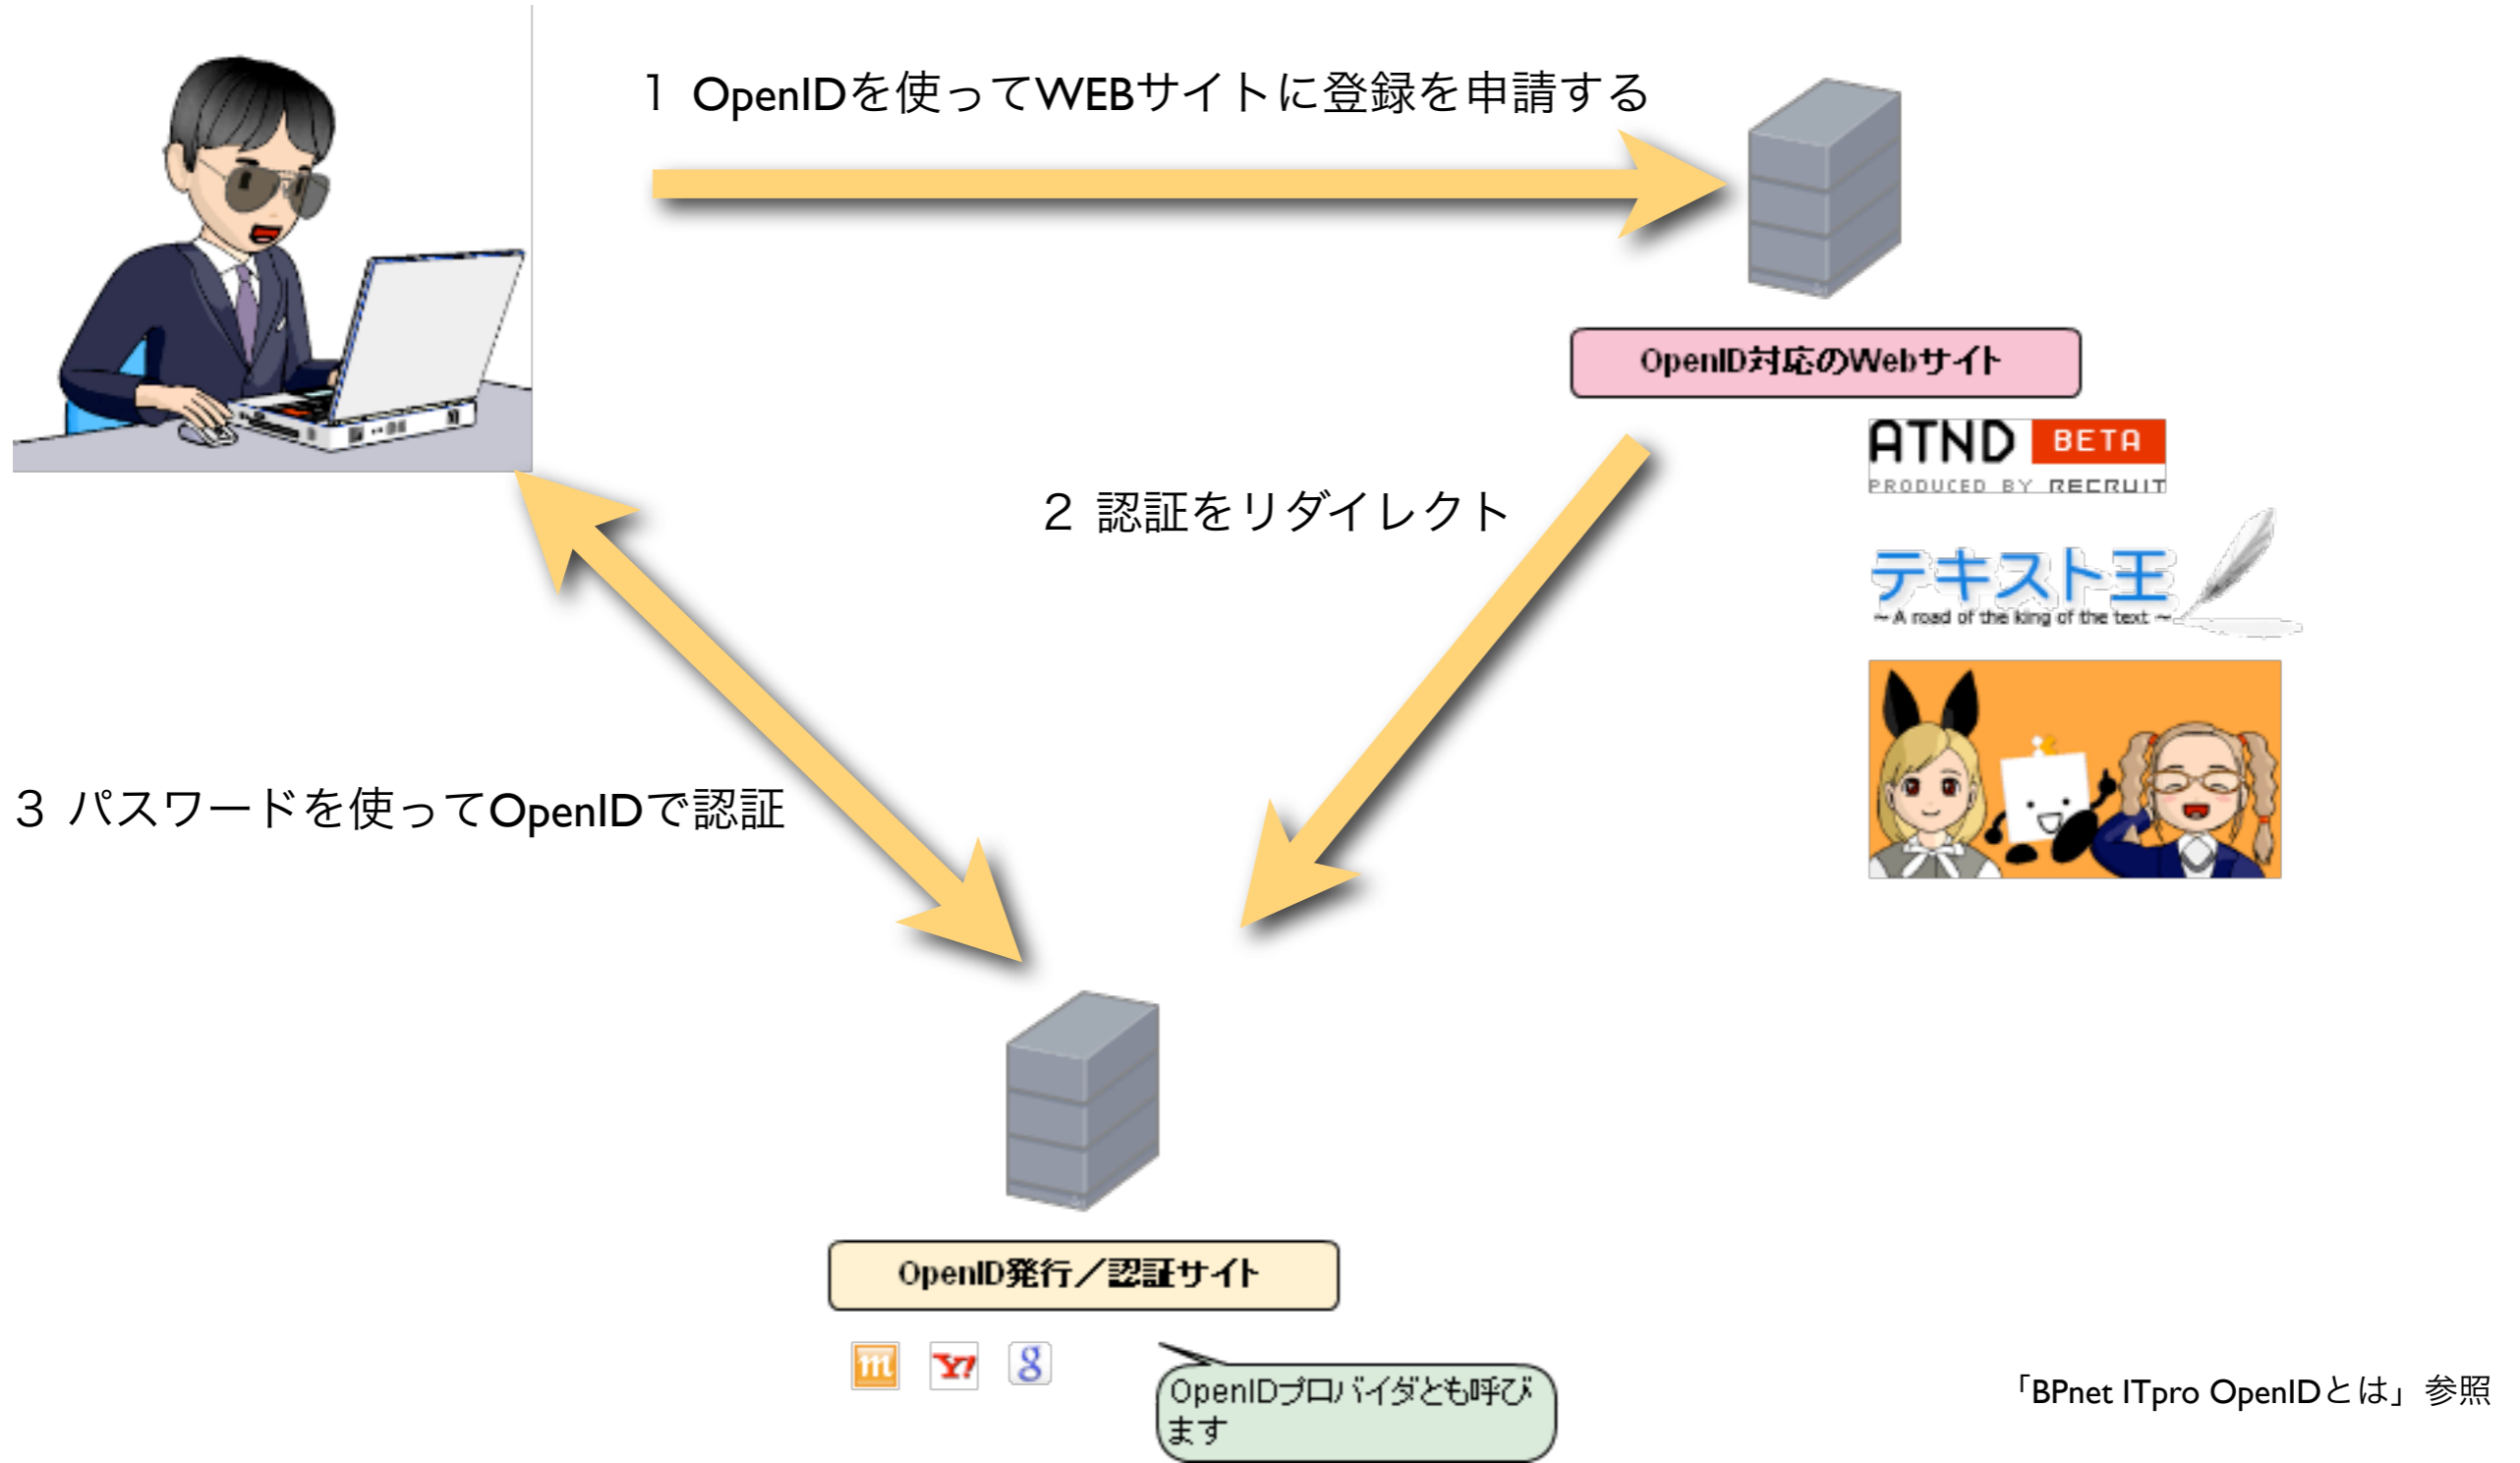 1 OpenIDを使ってWEBサイトに登録を申請する
OpenID対応のWebサイト
ATND BETA
PRODUCED BY RECRUIT
2 認証をリダイレクト
テキスト王
~ A road of the king of the text ~
3 パスワードを使ってOpenIDで認証
OpenID発行／認証サイト
m Y! g
OpenIDプロバイダとも呼び
ます
「BPnet ITpro OpenIDとは」参照